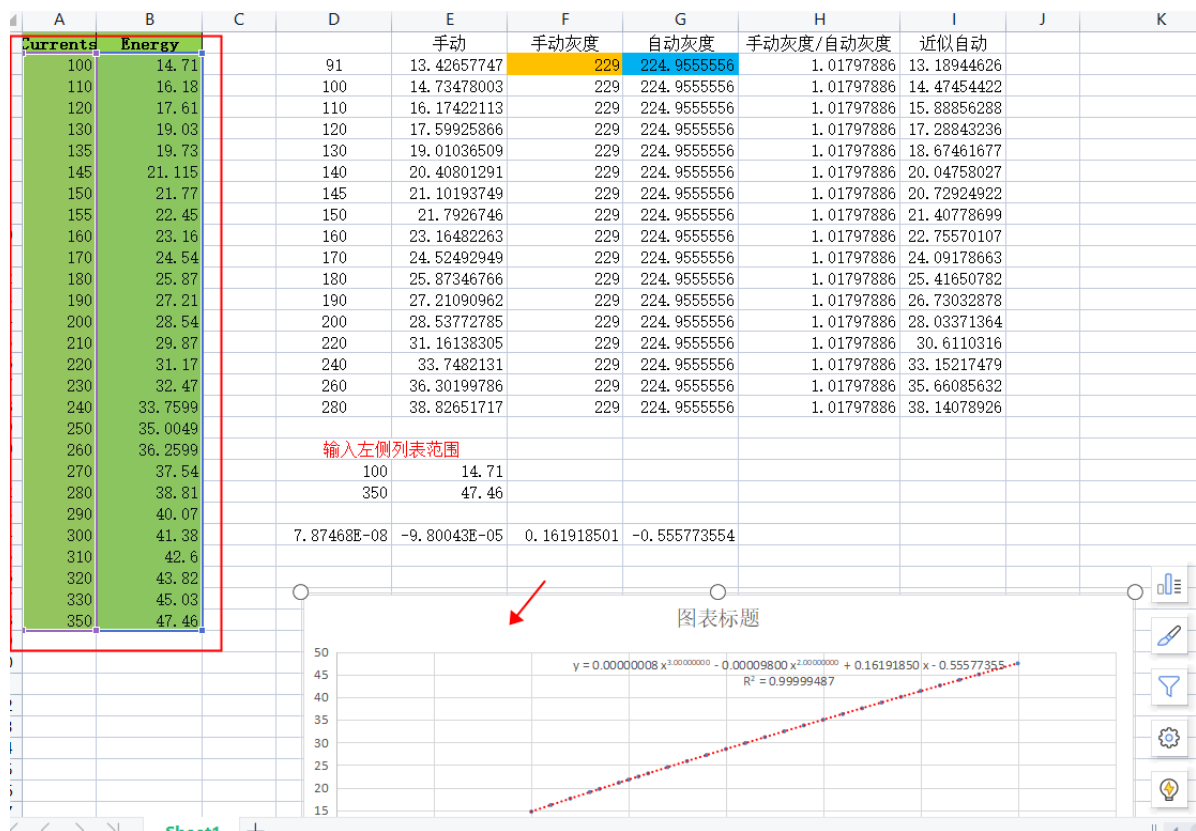 A B C D E F G H I J K
Currents Energy 手动 手动灰度 自动灰度 手动灰度/自动灰度 近似自动
100 14.71 91 13.42657747 229 224.9555556 1.01797886 13.18944626
110 16.18 100 14.73478003 229 224.9555556 1.01797886 14.47454422
120 17.61 110 16.17422113 229 224.9555556 1.01797886 15.88856288
130 19.03 120 17.59925866 229 224.9555556 1.01797886 17.28843236
135 19.73 130 19.01036509 229 224.9555556 1.01797886 18.67461677
145 21.115 140 20.40801291 229 224.9555556 1.01797886 20.04758027
150 21.77 145 21.10193749 229 224.9555556 1.01797886 20.72924922
155 22.45 150 21.7926746 229 224.9555556 1.01797886 21.40778699
160 23.16 160 23.16482263 229 224.9555556 1.01797886 22.75570107
170 24.54 170 24.52492949 229 224.9555556 1.01797886 24.09178663
180 25.87 180 25.87346766 229 224.9555556 1.01797886 25.41650782
190 27.21 190 27.21090962 229 224.9555556 1.01797886 26.73032878
200 28.54 200 28.53772785 229 224.9555556 1.01797886 28.03371364
210 29.87 220 31.16138305 229 224.9555556 1.01797886 30.6110316
220 31.17 240 33.7482131 229 224.9555556 1.01797886 33.15217479
230 32.47 260 36.30199786 229 224.9555556 1.01797886 35.66085632
240 33.7599 280 38.82651717 229 224.9555556 1.01797886 38.14078926
250 35.0049
260 36.2599 输入左侧列表范围
270 37.54 100 14.71
280 38.81 350 47.46
290 40.07
300 41.38 7.87468E-08 -9.80043E-05 0.161918501 -0.555773554
310 42.6
320 43.82
330 45.03
350 47.46
图表标题
y = 0.00000008 x^3.00000000 - 0.00009800 x^2.00000000 + 0.16191850 x - 0.55577355
R² = 0.99999487
50
45
40
35
30
25
20
15
Sheet1